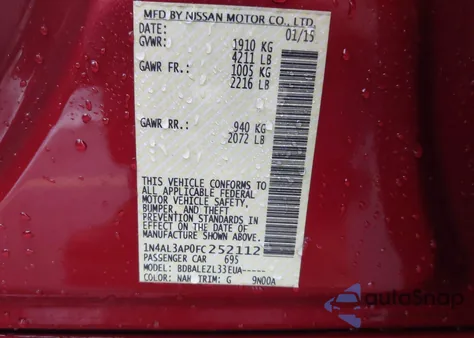 MFD BY NISSAN MOTOR CO., LTD.
DATE: 01/15
GVWR: 1910 KG
4211 LB
GAWR FR.: 1005 KG
2216 LB
GAWR RR.: 940 KG
2072 LB
THIS VEHICLE CONFORMS TO
ALL APPLICABLE FEDERAL
MOTOR VEHICLE SAFETY,
BUMPER, AND THEFT
PREVENTION STANDARDS
IN EFFECT ON THE DATE OF
MANUFACTURE SHOWN
ABOVE.
1N4AL3AP0FC252112
PASSENGER CAR 695
MODEL: BDBALEZL33EUA-----
COLOR: NAH TRIM: G 9N00A
autoSnap